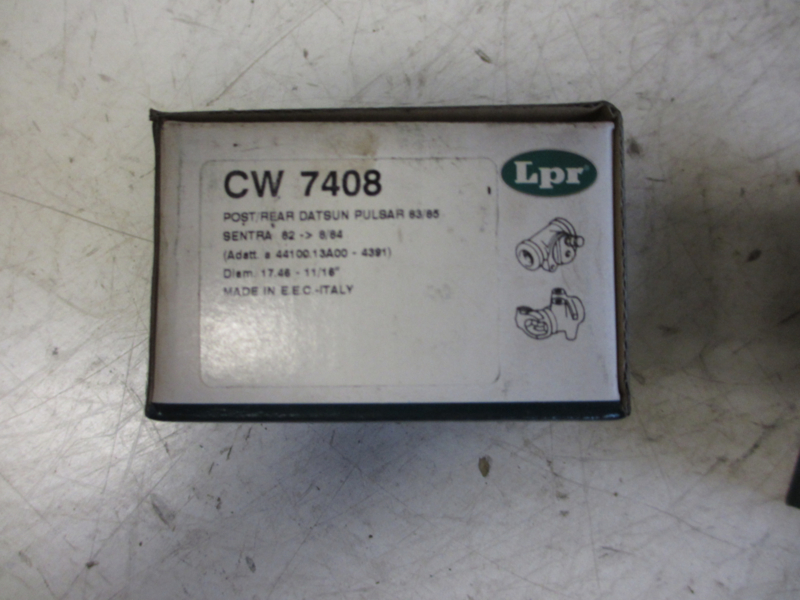 CW 7408
Lpr
POST/REAR DATSUN PULSAR 83/85
SENTRA 82 -> 8/84
(Adatt. a 44100.13A00 - 4391)
Diam. 17.46 - 11/16"
MADE IN E.E.C.-ITALY